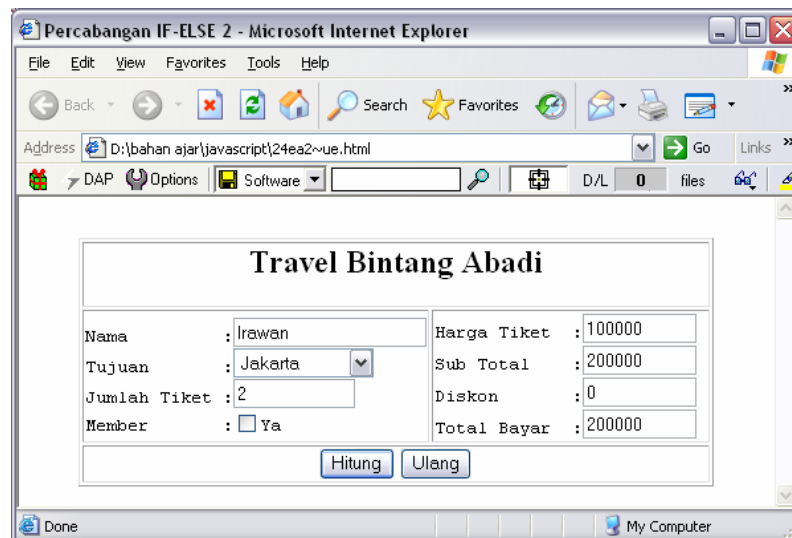 Percabangan IF-ELSE 2 - Microsoft Internet Explorer
File Edit View Favorites Tools Help
Back Search Favorites
Address D:\bahan ajar\javascript\24ea2~ue.html Go Links
DAP Options Software D/L 0 files
Travel Bintang Abadi
Nama : Irawan Harga Tiket : 100000
Tujuan : Jakarta Sub Total : 200000
Jumlah Tiket : 2 Diskon : 0
Member : Ya Total Bayar : 200000
Hitung Ulang
Done My Computer